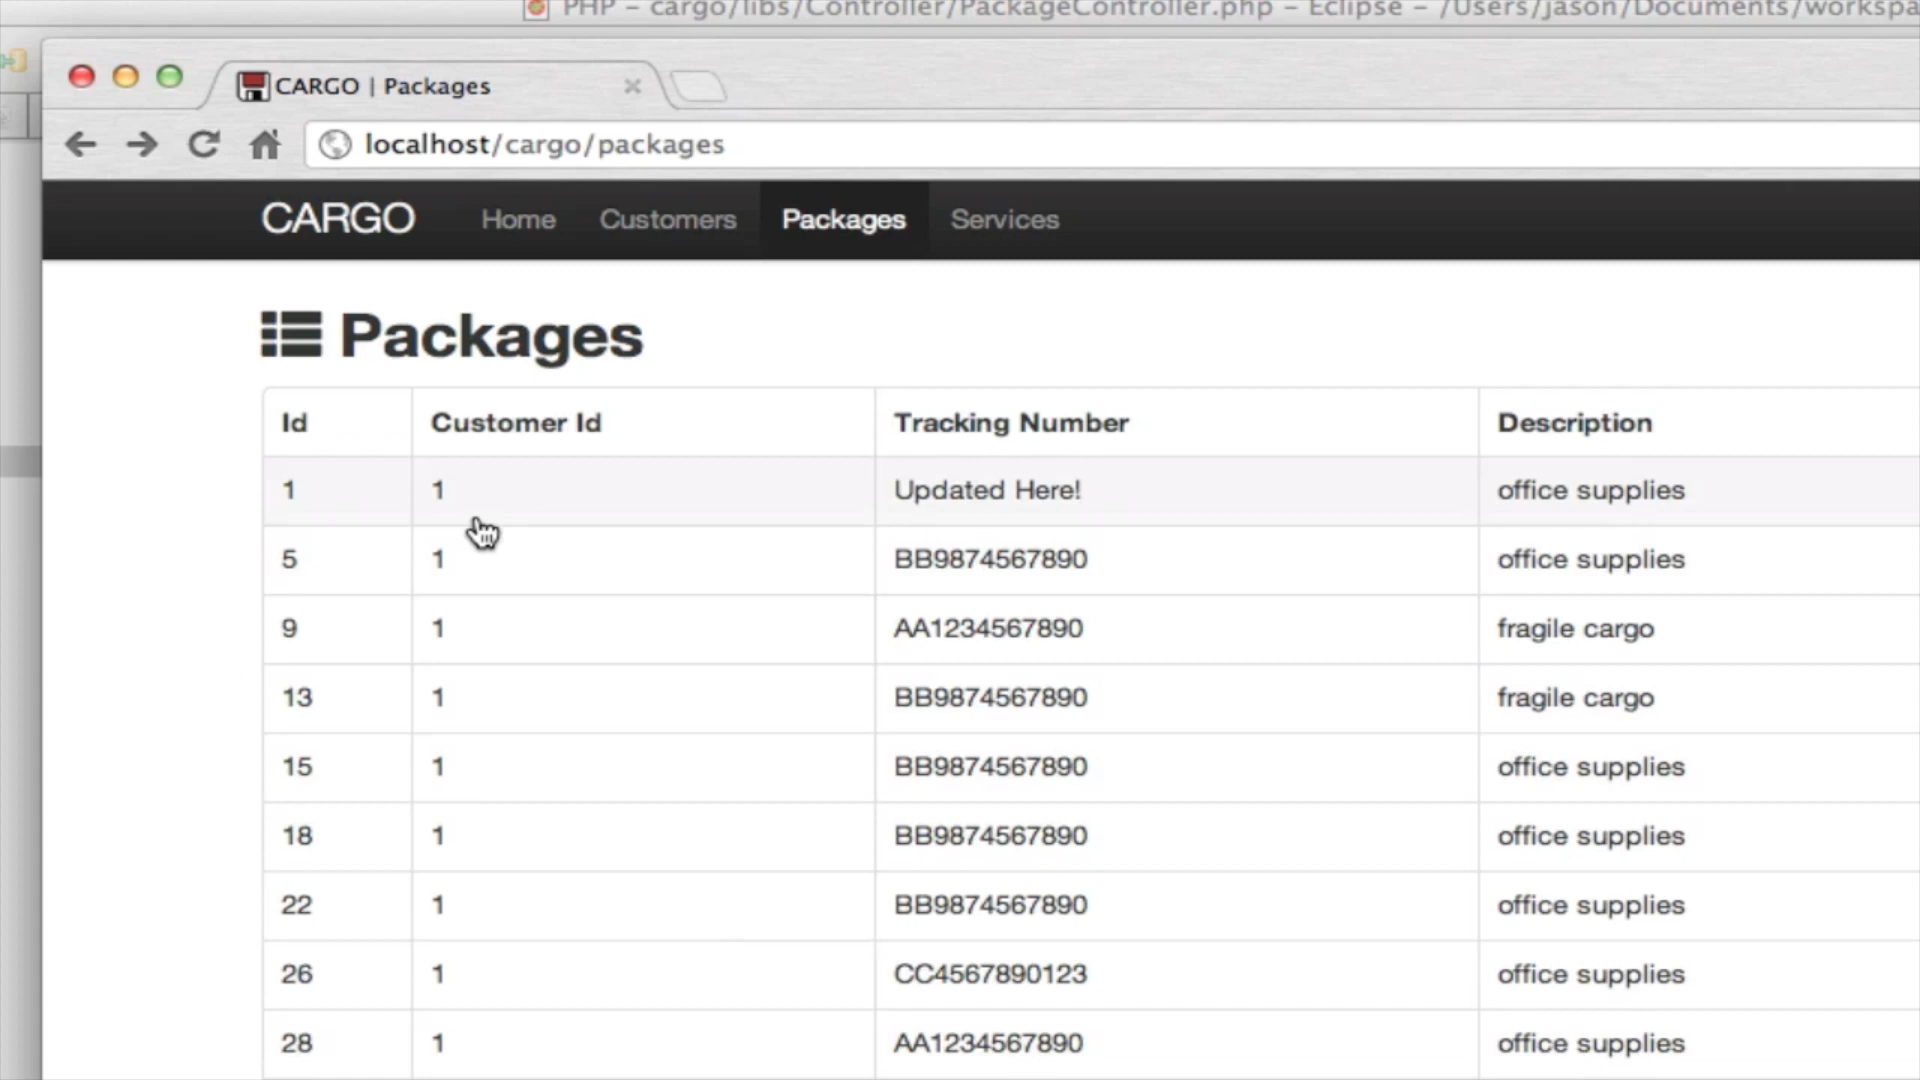 PHP – cargo/libs/Controller/PackageController.php – Eclipse – /Users/jason/Documents/workspa
CARGO | Packages
localhost/cargo/packages
CARGO Home Customers Packages Services
Packages
Id Customer Id Tracking Number Description
1 1 Updated Here! office supplies
5 1 BB9874567890 office supplies
9 1 AA1234567890 fragile cargo
13 1 BB9874567890 fragile cargo
15 1 BB9874567890 office supplies
18 1 BB9874567890 office supplies
22 1 BB9874567890 office supplies
26 1 CC4567890123 office supplies
28 1 AA1234567890 office supplies